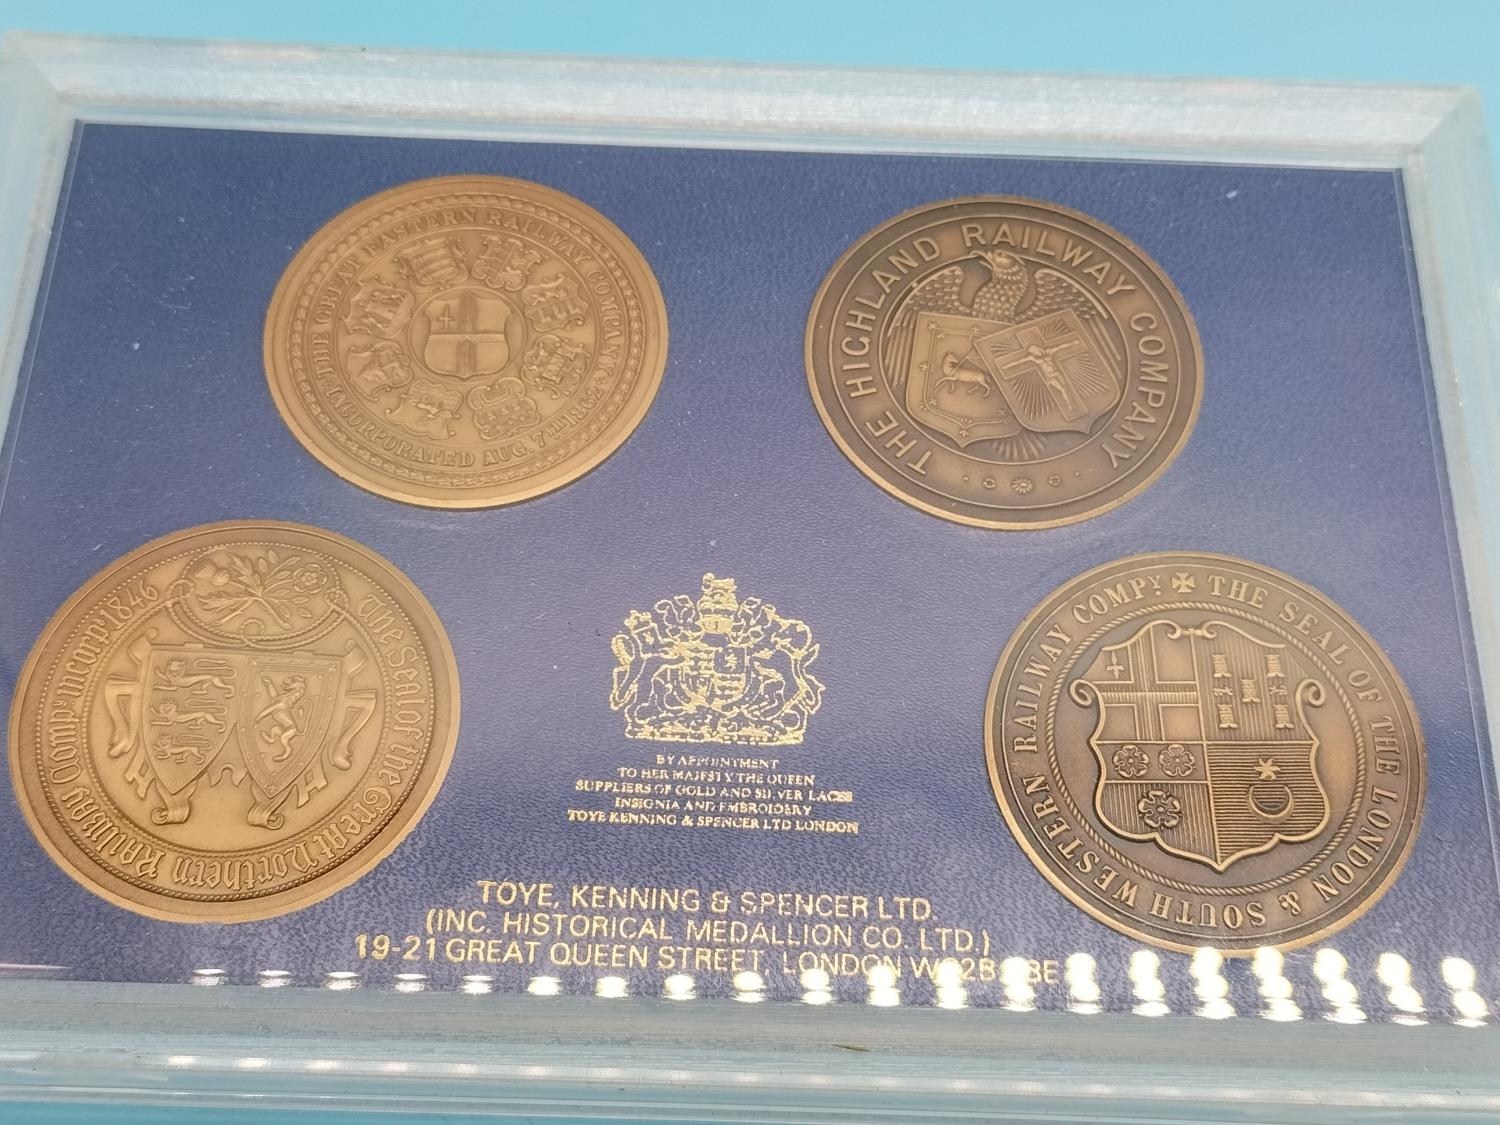 THE GREAT EASTERN RAILWAY COMPANY
INCORPORATED AUG. 7TH 1862
THE HIGHLAND RAILWAY COMPANY
The Seal of the Great Northern Railway Compy incorp. 1846
THE SEAL OF THE LONDON & SOUTH WESTERN RAILWAY COMPY.
BY APPOINTMENT
TO HER MAJESTY THE QUEEN
SUPPLIERS OF GOLD AND SILVER LACES
INSIGNIA AND EMBROIDERY
TOYE KENNING & SPENCER LTD LONDON
TOYE, KENNING & SPENCER LTD.
(INC. HISTORICAL MEDALLION CO. LTD.)
19-21 GREAT QUEEN STREET, LONDON